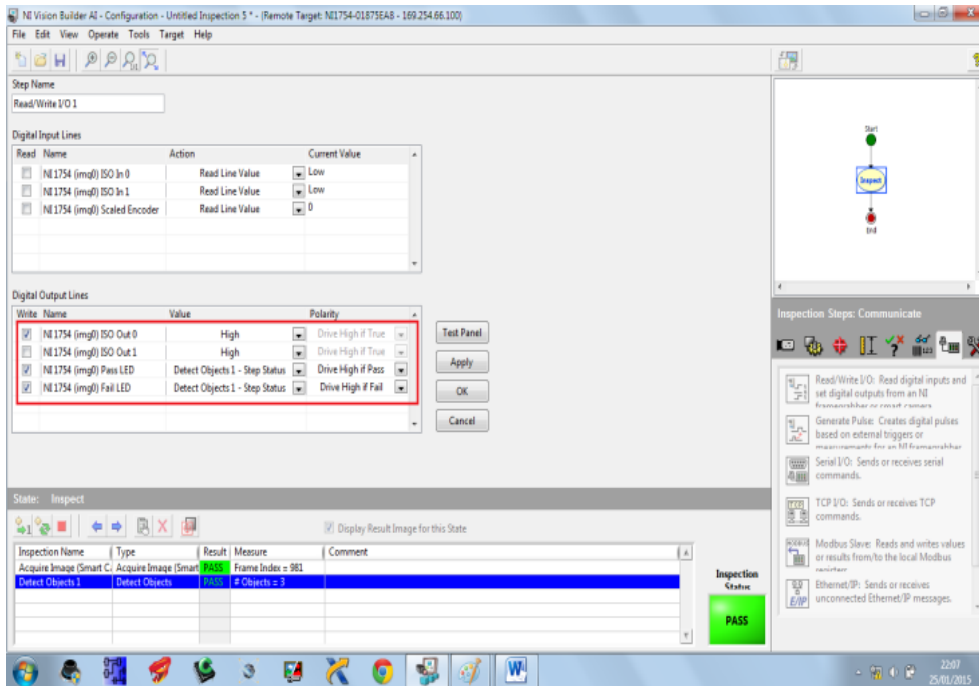 NI Vision Builder AI - Configuration - Untitled Inspection 5 * - (Remote Target: NI1754-01875EA8 - 169.254.66.100)
File Edit View Operate Tools Target Help
Step Name
Read/Write I/O 1
Digital Input Lines
Read Name Action Current Value
NI 1754 (img0) ISO In 0 Read Line Value Low
NI 1754 (img0) ISO In 1 Read Line Value Low
NI 1754 (img0) Scaled Encoder Read Line Value 0
Digital Output Lines
Write Name Value Polarity
NI 1754 (img0) ISO Out 0 High Drive High if True
NI 1754 (img0) ISO Out 1 High Drive High if True
NI 1754 (img0) Pass LED Detect Objects 1 - Step Status Drive High if Pass
NI 1754 (img0) Fail LED Detect Objects 1 - Step Status Drive High if Fail
Test Panel
Apply
OK
Cancel
Start
Inspect
End
Inspection Steps: Communicate
Read/Write I/O: Read digital inputs and
set digital outputs from an NI
framegrabber or smart camera
Generate Pulse: Creates digital pulses
based on external triggers or
measurements for an NI framegrabber
Serial I/O: Sends or receives serial
commands.
TCP I/O: Sends or receives TCP
commands.
Modbus Slave: Reads and writes values
or results from/to the local Modbus
registers
Ethernet/IP: Sends or receives
unconnected Ethernet/IP messages.
State: Inspect
Display Result Image for this State
Inspection Name Type Result Measure Comment
Acquire Image (Smart C Acquire Image (Smart PASS Frame Index = 981
Detect Objects 1 Detect Objects PASS # Objects = 3
Inspection
Status
PASS
22:07
25/01/2015